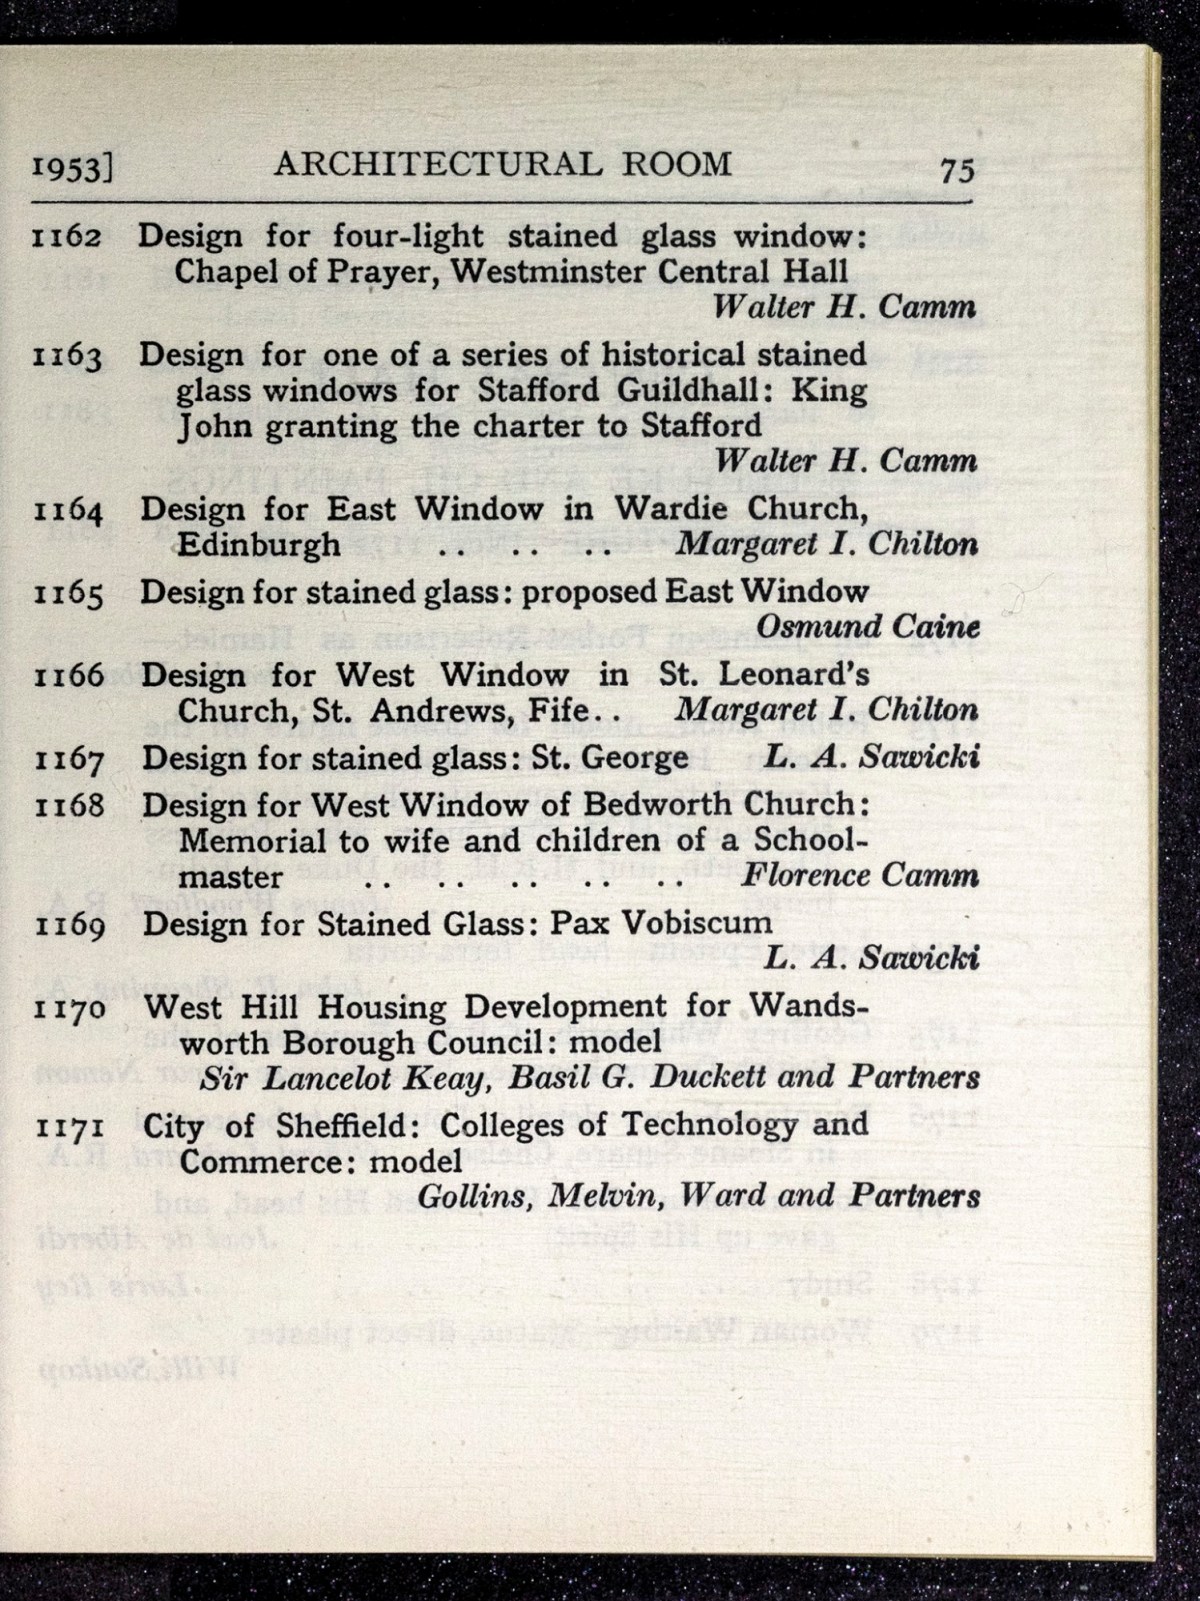 1953] ARCHITECTURAL ROOM 75
1162 Design for four-light stained glass window:
Chapel of Prayer, Westminster Central Hall
Walter H. Camm
1163 Design for one of a series of historical stained
glass windows for Stafford Guildhall: King
John granting the charter to Stafford
Walter H. Camm
1164 Design for East Window in Wardie Church,
Edinburgh .. .. .. Margaret I. Chilton
1165 Design for stained glass: proposed East Window
Osmund Caine
1166 Design for West Window in St. Leonard's
Church, St. Andrews, Fife.. Margaret I. Chilton
1167 Design for stained glass: St. George L. A. Sawicki
1168 Design for West Window of Bedworth Church:
Memorial to wife and children of a School-
master .. .. .. .. .. Florence Camm
1169 Design for Stained Glass: Pax Vobiscum
L. A. Sawicki
1170 West Hill Housing Development for Wands-
worth Borough Council: model
Sir Lancelot Keay, Basil G. Duckett and Partners
1171 City of Sheffield: Colleges of Technology and
Commerce: model
Gollins, Melvin, Ward and Partners